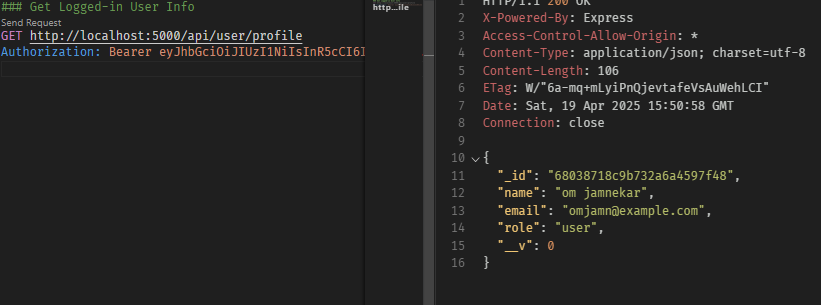 ### Get Logged-in User Info
Send Request
GET http://localhost:5000/api/user/profile
Authorization: Bearer eyJhbGciOiJIUzI1NiIsInR5cCI6I
http...ile
1 HTTP/1.1 200 OK
2 X-Powered-By: Express
3 Access-Control-Allow-Origin: *
4 Content-Type: application/json; charset=utf-8
5 Content-Length: 106
6 ETag: W/"6a-mq+mLyiPnQjevtafeVsAuWehLCI"
7 Date: Sat, 19 Apr 2025 15:50:58 GMT
8 Connection: close
9
10 {
11 "_id": "68038718c9b732a6a4597f48",
12 "name": "om jamnekar",
13 "email": "omjamn@example.com",
14 "role": "user",
15 "__v": 0
16 }